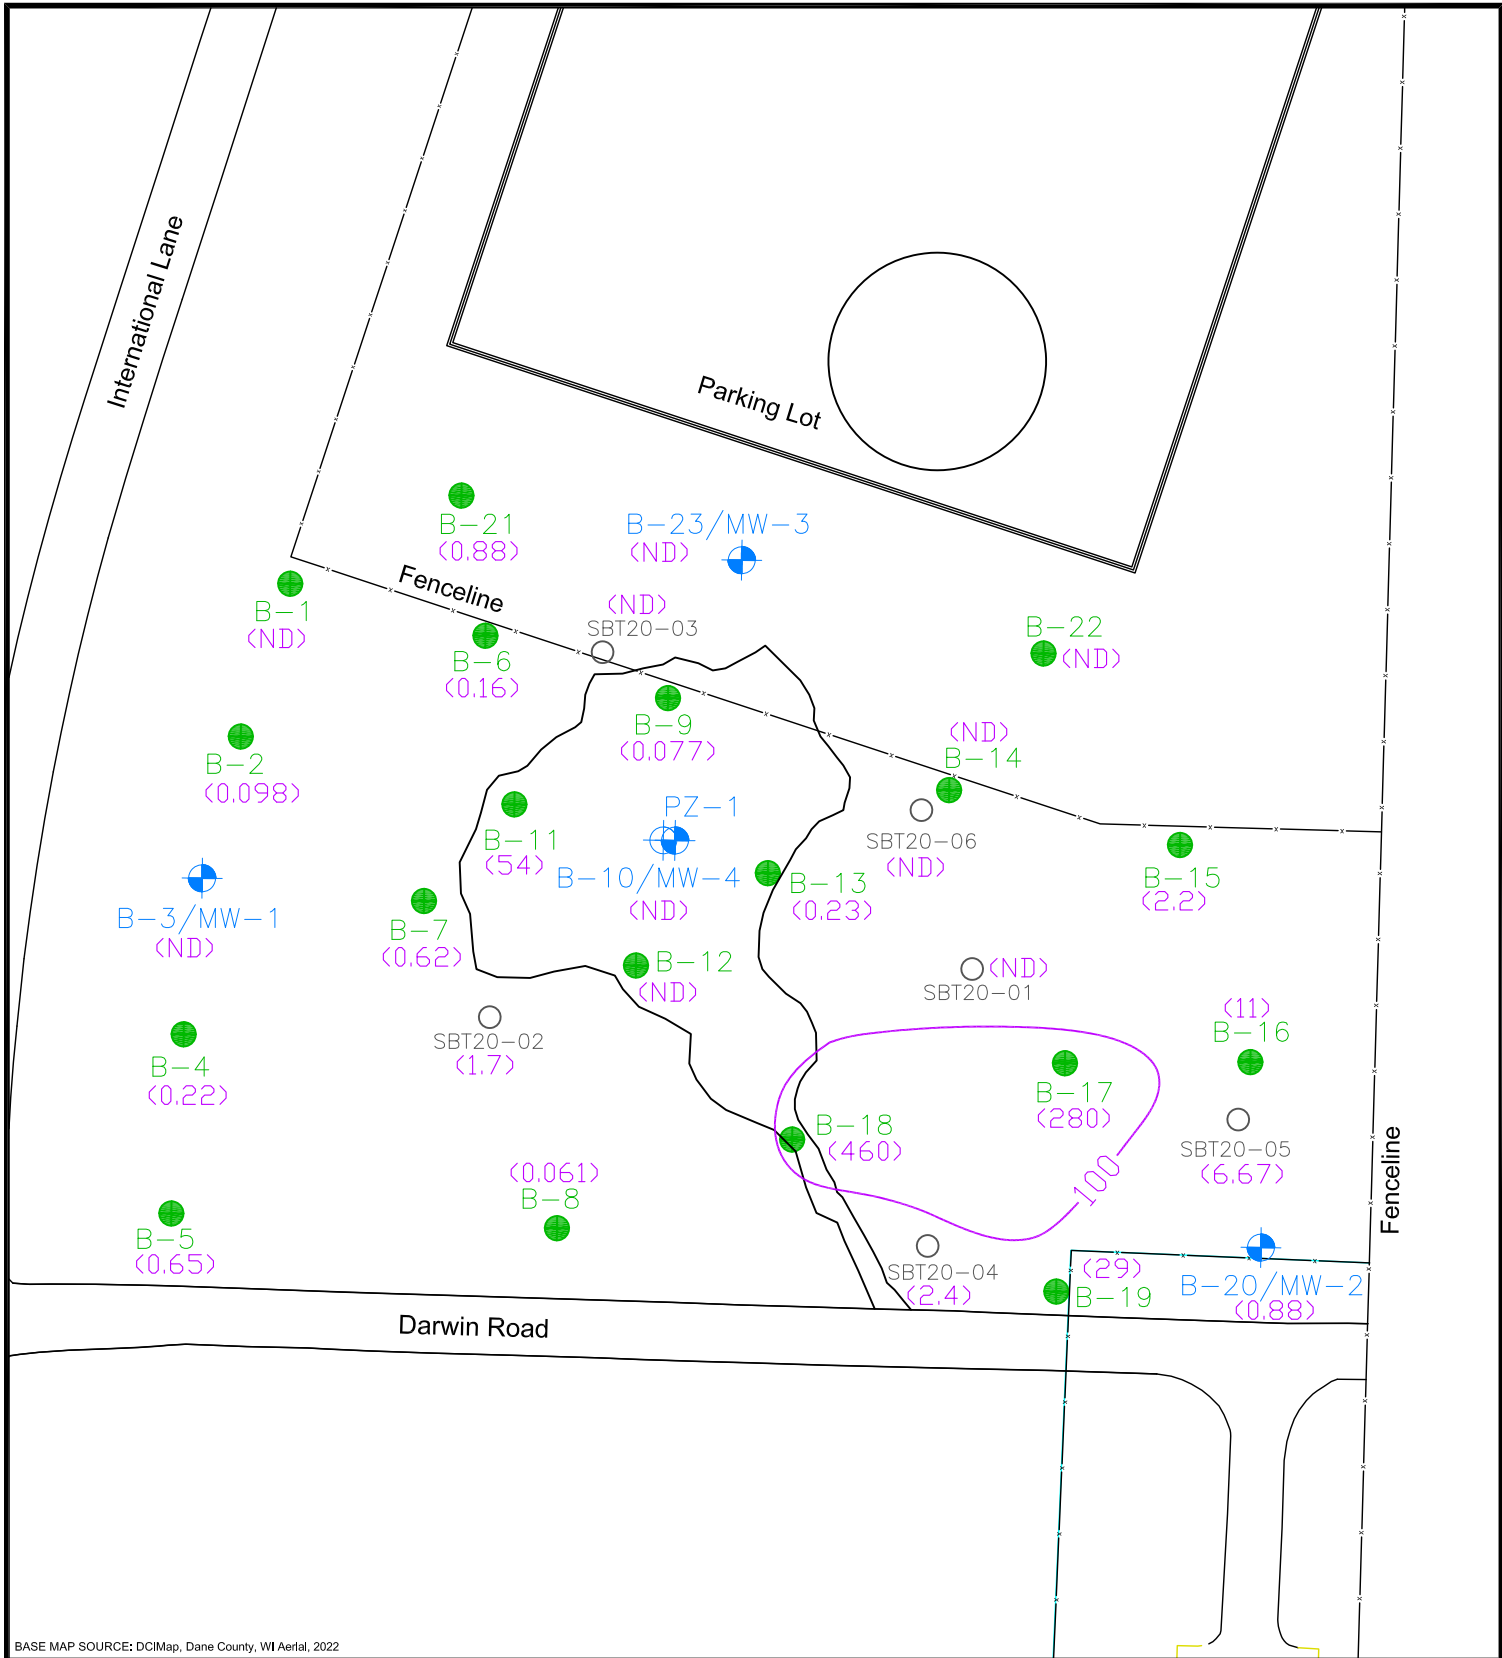 International Lane
Parking Lot
B-21
(0.88)
B-23/MW-3
(ND)
Fenceline
B-1
(ND)
(ND)
SBT20-03
B-22
(ND)
B-6
(0.16)
B-9
(0.077)
(ND)
B-14
B-2
(0.098)
PZ-1
B-11
(54)
B-10/MW-4
(ND)
SBT20-06
(ND)
B-13
(0.23)
B-15
(2.2)
B-3/MW-1
(ND)
B-7
(0.62)
B-12
(ND)
(ND)
SBT20-01
(11)
B-16
SBT20-02
(1.7)
B-4
(0.22)
B-17
(280)
B-18
(460)
SBT20-05
(6.67)
Fenceline
100
(0.061)
B-8
B-5
(0.65)
SBT20-04
(2.4)
(29)
B-19
B-20/MW-2
(0.88)
Darwin Road
BASE MAP SOURCE: DCIMap, Dane County, WI Aerial, 2022